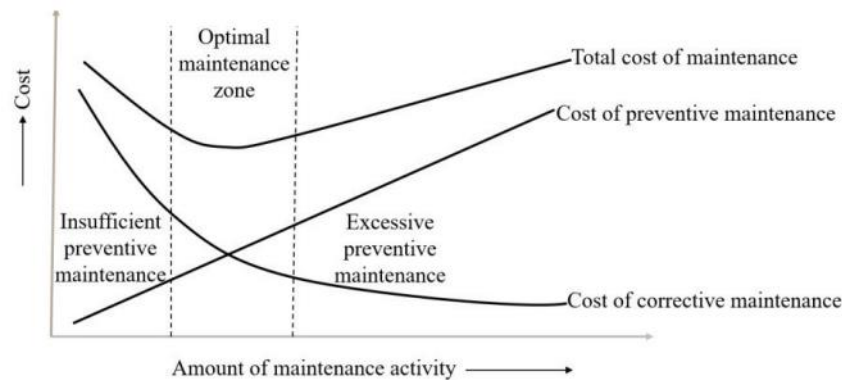 Optimal
maintenance
zone
Total cost of maintenance
Cost
Cost of preventive maintenance
Insufficient
preventive
maintenance
Excessive
preventive
maintenance
Cost of corrective maintenance
Amount of maintenance activity